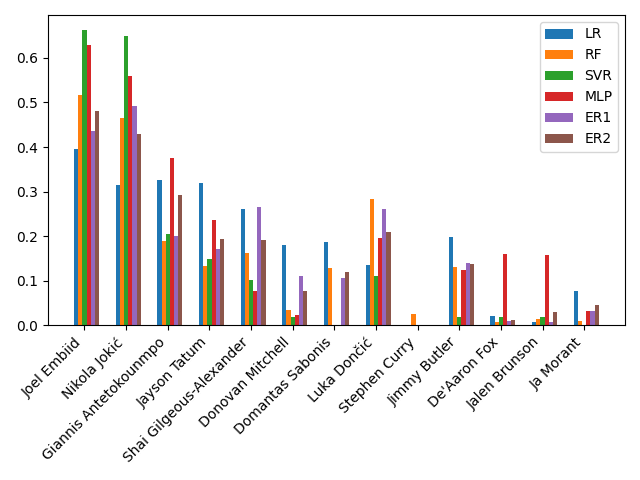 0.6
0.5
0.4
0.3
0.2
0.1
0.0
LR
RF
SVR
MLP
ER1
ER2
Joel Embiid
Nikola Jokić
Giannis Antetokounmpo
Jayson Tatum
Shai Gilgeous-Alexander
Donovan Mitchell
Domantas Sabonis
Luka Dončić
Stephen Curry
Jimmy Butler
De'Aaron Fox
Jalen Brunson
Ja Morant